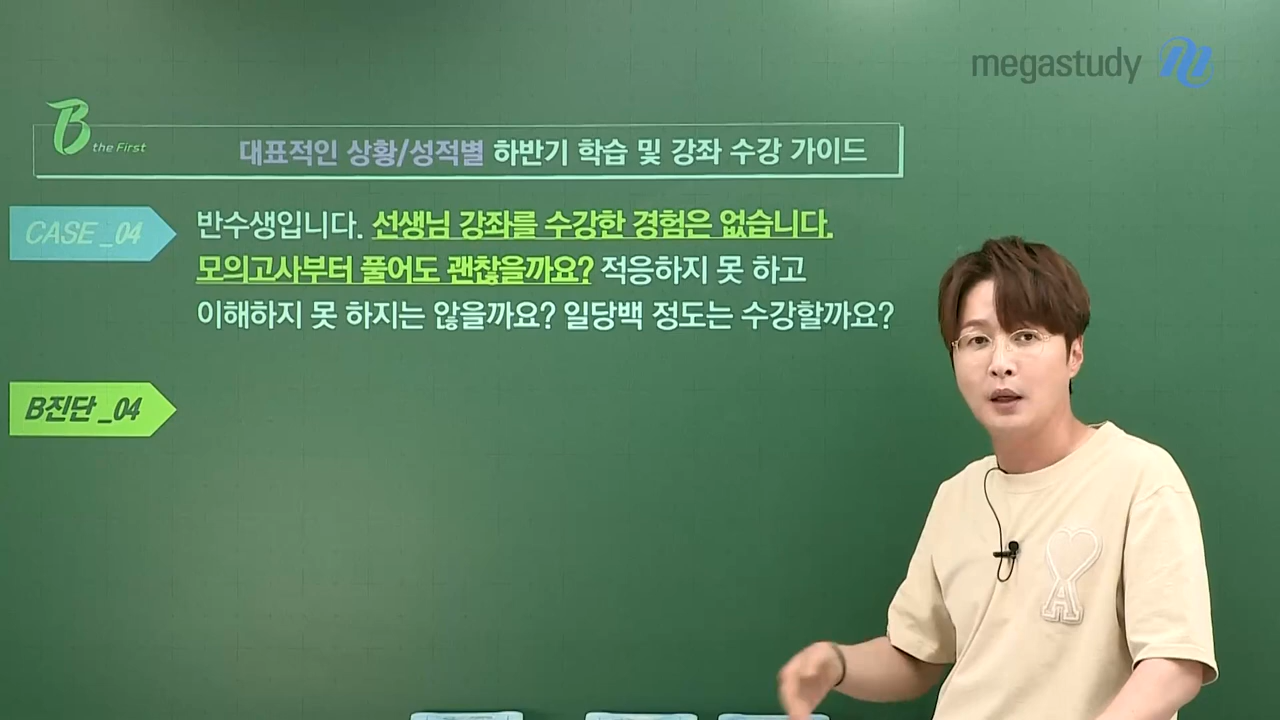 megastudy
B
the First
대표적인 상황/성적별 하반기 학습 및 강좌 수강 가이드
CASE _04
반수생입니다. 선생님 강좌를 수강한 경험은 없습니다.
모의고사부터 풀어도 괜찮을까요? 적응하지 못 하고
이해하지 못 하지는 않을까요? 일당백 정도는 수강할까요?
B진단 _04
A